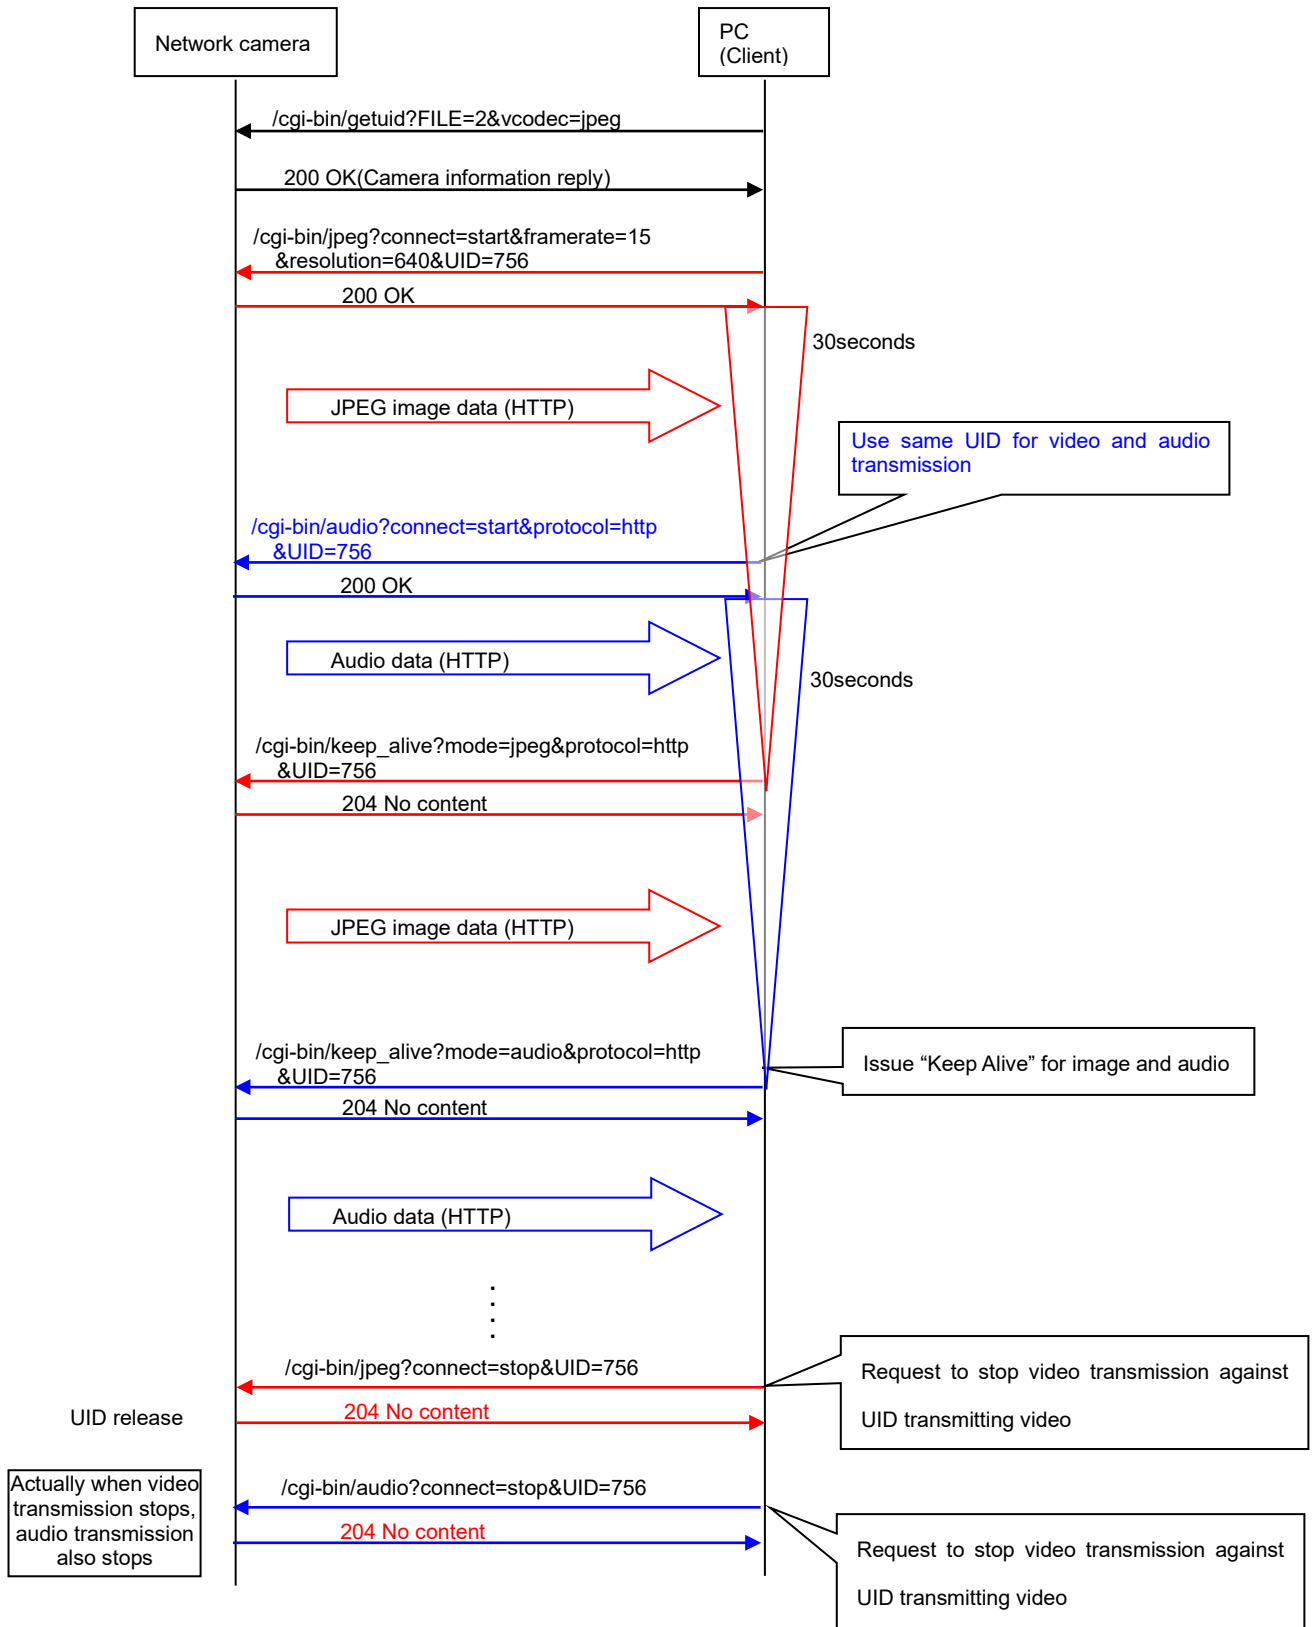 Network camera
PC
(Client)
/cgi-bin/getuid?FILE=2&vcodec=jpeg
200 OK(Camera information reply)
/cgi-bin/jpeg?connect=start&framerate=15
&resolution=640&UID=756
200 OK
30seconds
JPEG image data (HTTP)
Use same UID for video and audio
transmission
/cgi-bin/audio?connect=start&protocol=http
&UID=756
200 OK
Audio data (HTTP)
30seconds
/cgi-bin/keep_alive?mode=jpeg&protocol=http
&UID=756
204 No content
JPEG image data (HTTP)
/cgi-bin/keep_alive?mode=audio&protocol=http
&UID=756
Issue “Keep Alive” for image and audio
204 No content
Audio data (HTTP)
/cgi-bin/jpeg?connect=stop&UID=756
Request to stop video transmission against
UID transmitting video
204 No content
UID release
Actually when video
transmission stops,
audio transmission
also stops
/cgi-bin/audio?connect=stop&UID=756
204 No content
Request to stop video transmission against
UID transmitting video